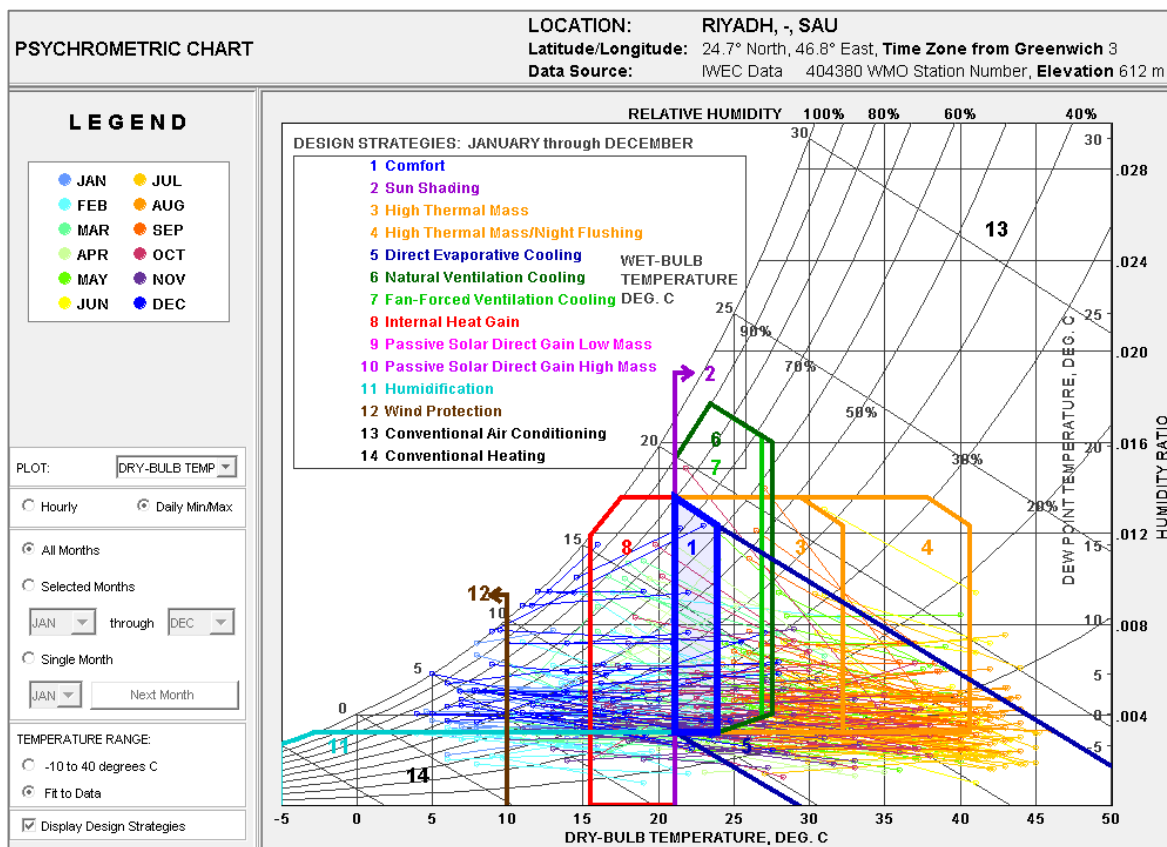 PSYCHROMETRIC CHART
LOCATION: RIYADH, -, SAU
Latitude/Longitude: 24.7° North, 46.8° East, Time Zone from Greenwich 3
Data Source: IWEC Data 404380 WMO Station Number, Elevation 612 m
LEGEND
JAN JUL
FEB AUG
MAR SEP
APR OCT
MAY NOV
JUN DEC
PLOT: DRY-BULB TEMP
Hourly Daily Min/Max
All Months
Selected Months
JAN through DEC
Single Month
JAN Next Month
TEMPERATURE RANGE:
-10 to 40 degrees C
Fit to Data
Display Design Strategies
RELATIVE HUMIDITY 100% 80% 60% 40%
DESIGN STRATEGIES: JANUARY through DECEMBER
1 Comfort
2 Sun Shading
3 High Thermal Mass
4 High Thermal Mass/Night Flushing
5 Direct Evaporative Cooling
6 Natural Ventilation Cooling
7 Fan-Forced Ventilation Cooling
8 Internal Heat Gain
9 Passive Solar Direct Gain Low Mass
10 Passive Solar Direct Gain High Mass
11 Humidification
12 Wind Protection
13 Conventional Air Conditioning
14 Conventional Heating
WET-BULB
TEMPERATURE
DEG. C
30
25
20
15
10
5
0
90%
70%
50%
30%
20%
2
6
7
8
1
3
4
5
11
12
13
14
30
25
20
15
10
5
0
-5
DEW POINT TEMPERATURE, DEG. C
.028
.024
.020
.016
.012
.008
.004
HUMIDITY RATIO
-5 0 5 10 15 20 25 30 35 40 45 50
DRY-BULB TEMPERATURE, DEG. C